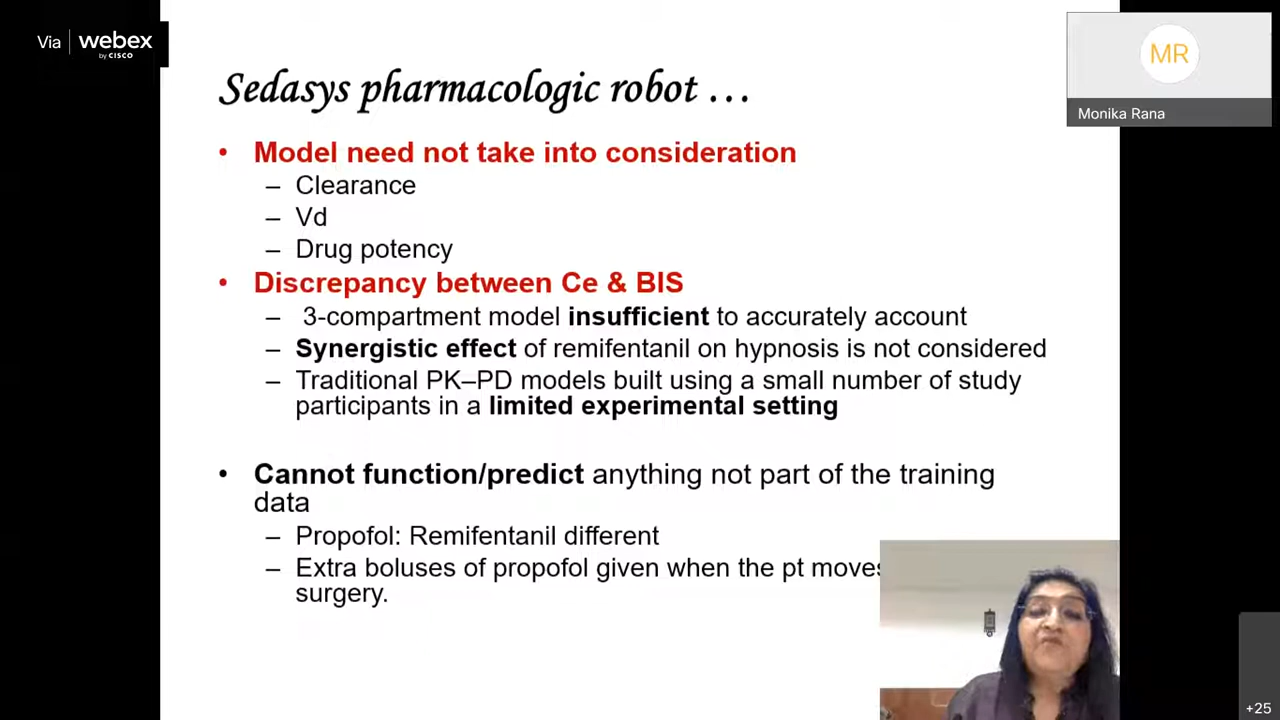 Via webex
by CISCO
MR
Monika Rana
Sedasys pharmacologic robot ...
• Model need not take into consideration
– Clearance
– Vd
– Drug potency
• Discrepancy between Ce & BIS
– 3-compartment model insufficient to accurately account
– Synergistic effect of remifentanil on hypnosis is not considered
– Traditional PK–PD models built using a small number of study
participants in a limited experimental setting
• Cannot function/predict anything not part of the training
data
– Propofol: Remifentanil different
– Extra boluses of propofol given when the pt moves
surgery.
+25